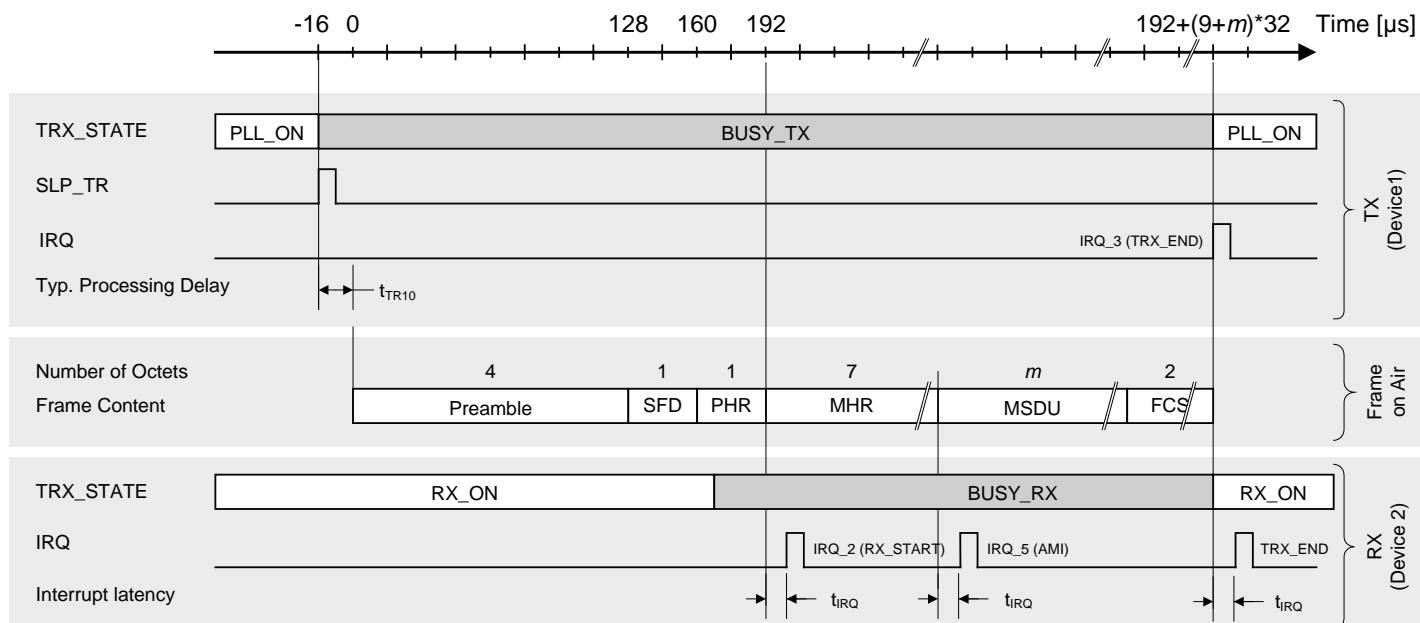 -16 0 128 160 192 192+(9+m)*32 Time [µs]
TRX_STATE PLL_ON BUSY_TX PLL_ON
SLP_TR
IRQ IRQ_3 (TRX_END)
Typ. Processing Delay tTR10
TX
(Device1)
Number of Octets 4 1 1 7 m 2
Frame Content Preamble SFD PHR MHR MSDU FCS
Frame
on Air
TRX_STATE RX_ON BUSY_RX RX_ON
IRQ IRQ_2 (RX_START) IRQ_5 (AMI) TRX_END
Interrupt latency tIRQ tIRQ tIRQ
RX
(Device 2)